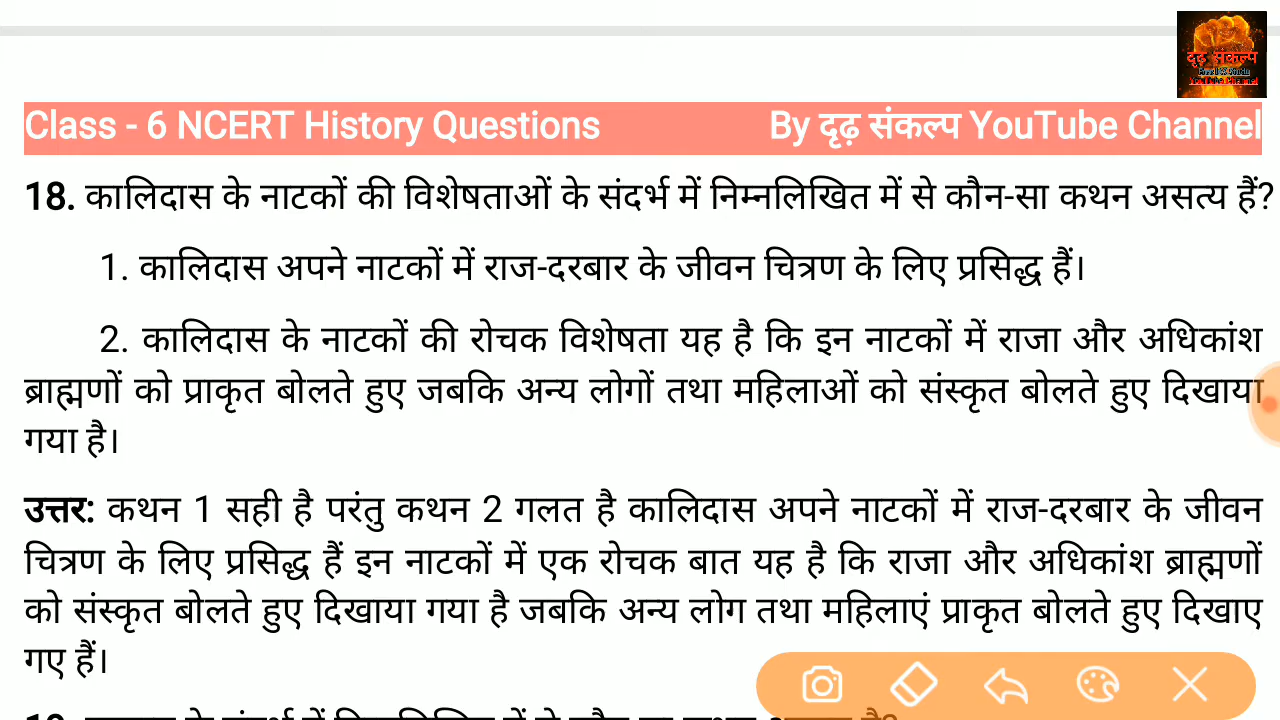 दृढ़ संकल्प
Class - 6 NCERT History Questions By दृढ़ संकल्प YouTube Channel
18. कालिदास के नाटकों की विशेषताओं के संदर्भ में निम्नलिखित में से कौन-सा कथन असत्य हैं?
1. कालिदास अपने नाटकों में राज-दरबार के जीवन चित्रण के लिए प्रसिद्ध हैं।
2. कालिदास के नाटकों की रोचक विशेषता यह है कि इन नाटकों में राजा और अधिकांश
ब्राह्मणों को प्राकृत बोलते हुए जबकि अन्य लोगों तथा महिलाओं को संस्कृत बोलते हुए दिखाया
गया है।
उत्तर: कथन 1 सही है परंतु कथन 2 गलत है कालिदास अपने नाटकों में राज-दरबार के जीवन
चित्रण के लिए प्रसिद्ध हैं इन नाटकों में एक रोचक बात यह है कि राजा और अधिकांश ब्राह्मणों
को संस्कृत बोलते हुए दिखाया गया है जबकि अन्य लोग तथा महिलाएं प्राकृत बोलते हुए दिखाए
गए हैं।